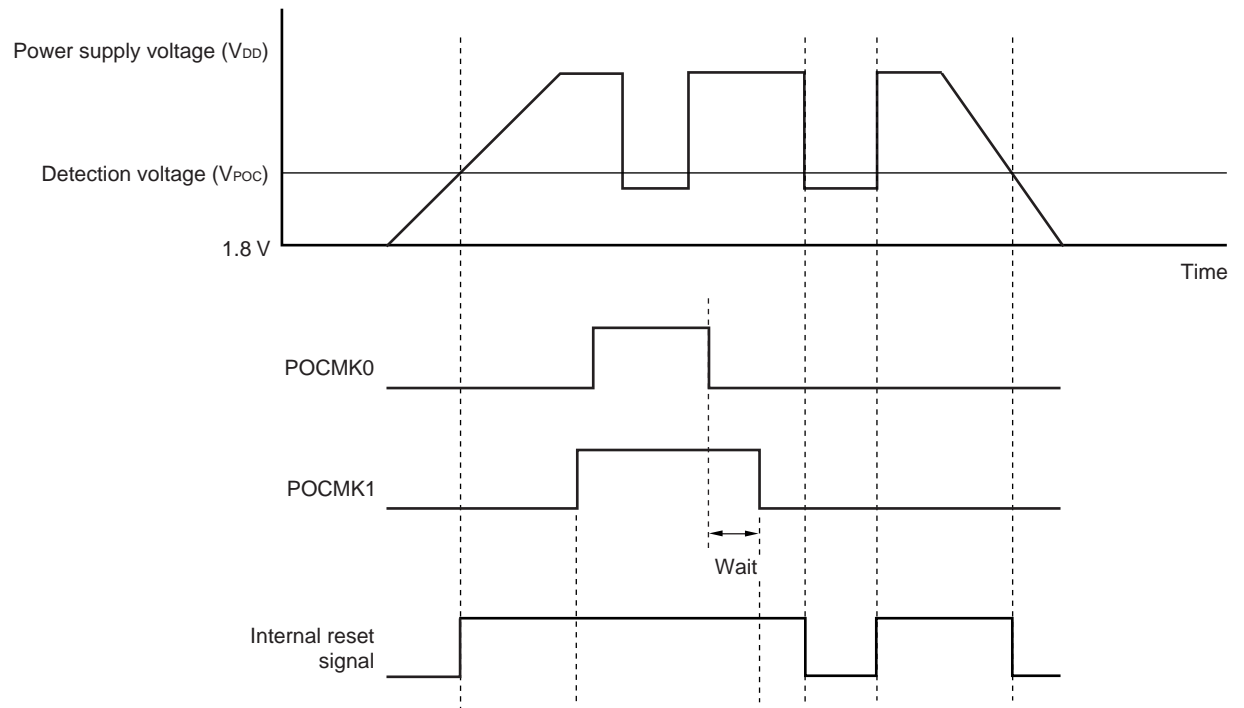 Power supply voltage (VDD)
Detection voltage (VPOC)
1.8 V
Time
POCMK0
POCMK1
Wait
Internal reset
signal